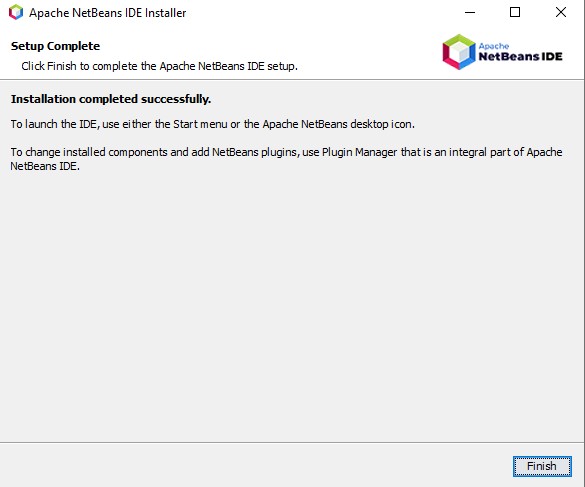 Apache NetBeans IDE Installer
Setup Complete
Click Finish to complete the Apache NetBeans IDE setup.
Apache
NetBeans IDE
Installation completed successfully.
To launch the IDE, use either the Start menu or the Apache NetBeans desktop icon.
To change installed components and add NetBeans plugins, use Plugin Manager that is an integral part of Apache
NetBeans IDE.
Finish